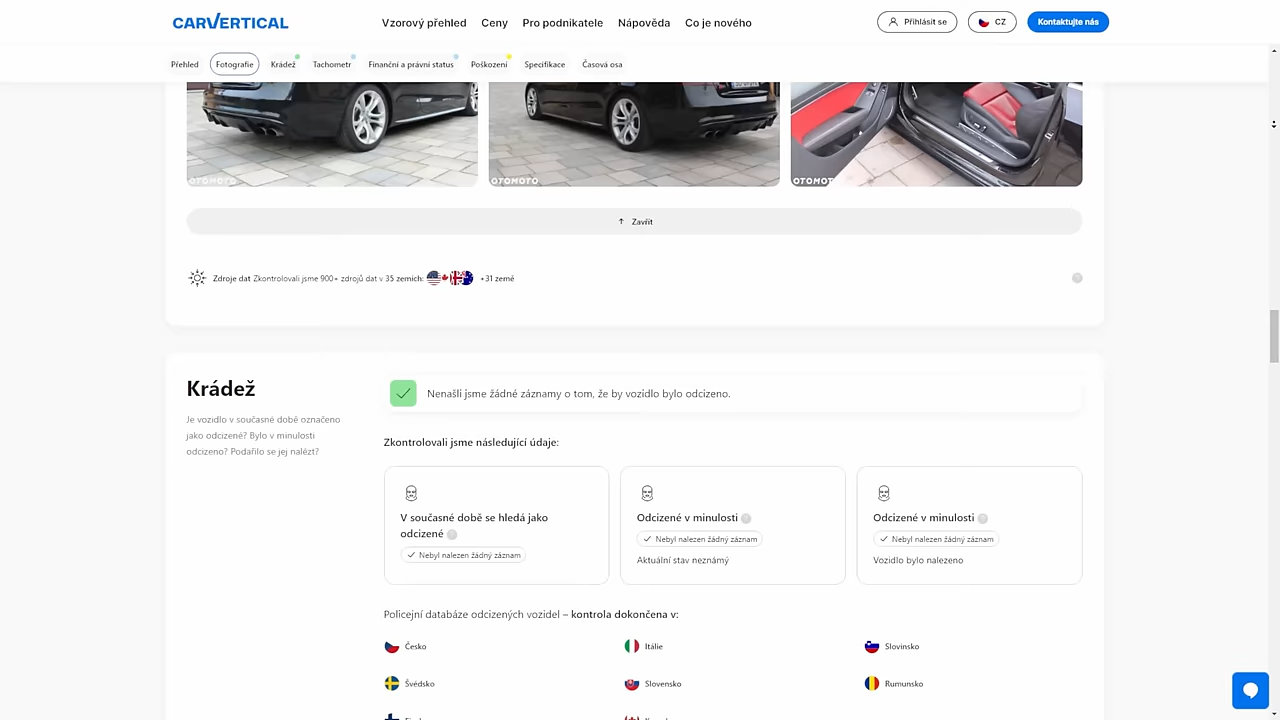 CARVERTICAL
Vzorový přehled Ceny Pro podnikatele Nápověda Co je nového
Přihlásit se
CZ
Kontaktujte nás
Přehled Fotografie Krádež Tachometr Finanční a právní status Poškození Specifikace Časová osa
OTOMOTO
OTOMOTO
OTOMOT
Zavřít
Zdroje dat Zkontrolovali jsme 900+ zdrojů dat v 35 zemích: +31 země
Krádež
Je vozidlo v současné době označeno
jako odcizené? Bylo v minulosti
odcizeno? Podařilo se jej nalézt?
Nenašli jsme žádné záznamy o tom, že by vozidlo bylo odcizeno.
Zkontrolovali jsme následující údaje:
V současné době se hledá jako
odcizené
Nebyl nalezen žádný záznam
Odcizené v minulosti
Nebyl nalezen žádný záznam
Aktuální stav neznámý
Odcizené v minulosti
Nebyl nalezen žádný záznam
Vozidlo bylo nalezeno
Policejní databáze odcizených vozidel – kontrola dokončena v:
Česko
Itálie
Slovinsko
Švédsko
Slovensko
Rumunsko